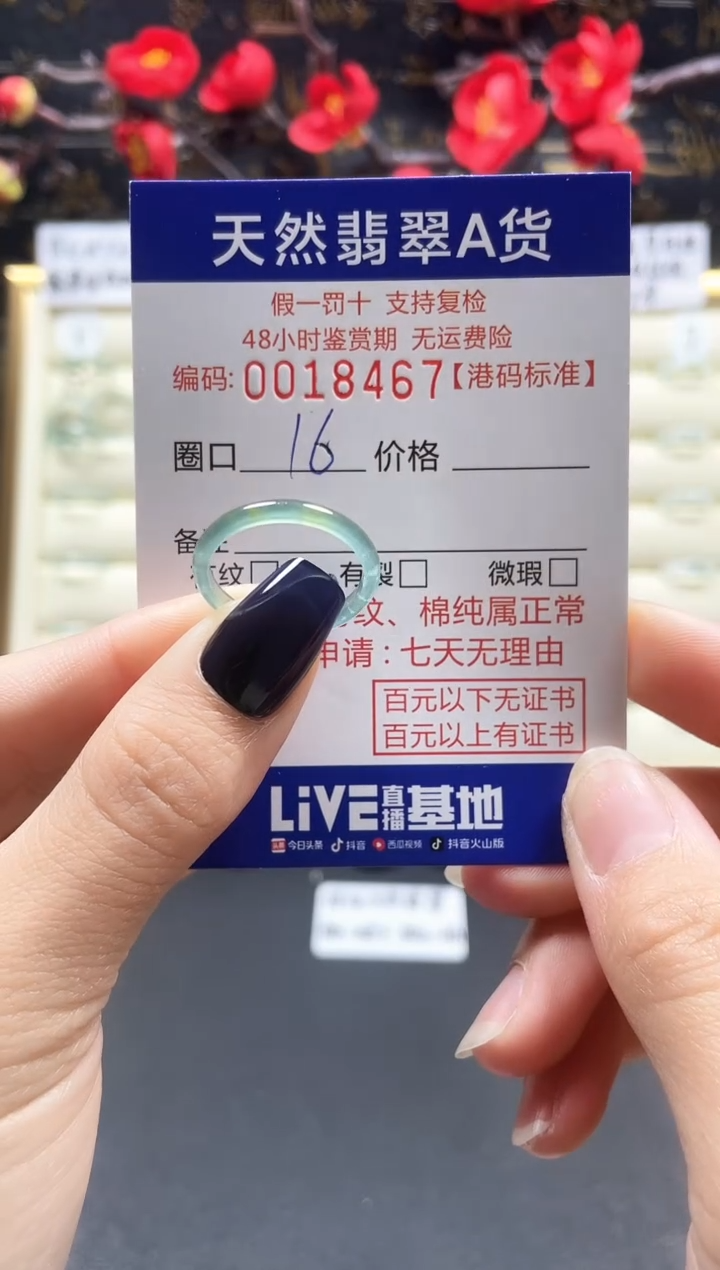 天然翡翠A货
假一罚十 支持复检
48小时鉴赏期 无运费险
编码: 0018467【港码标准】
圈口 16 价格
备注
纹 有裂 微瑕
纹、棉纯属正常
申请：七天无理由
百元以下无证书
百元以上有证书
LiVE直播基地
头条 今日头条 抖音 西瓜视频 抖音火山版